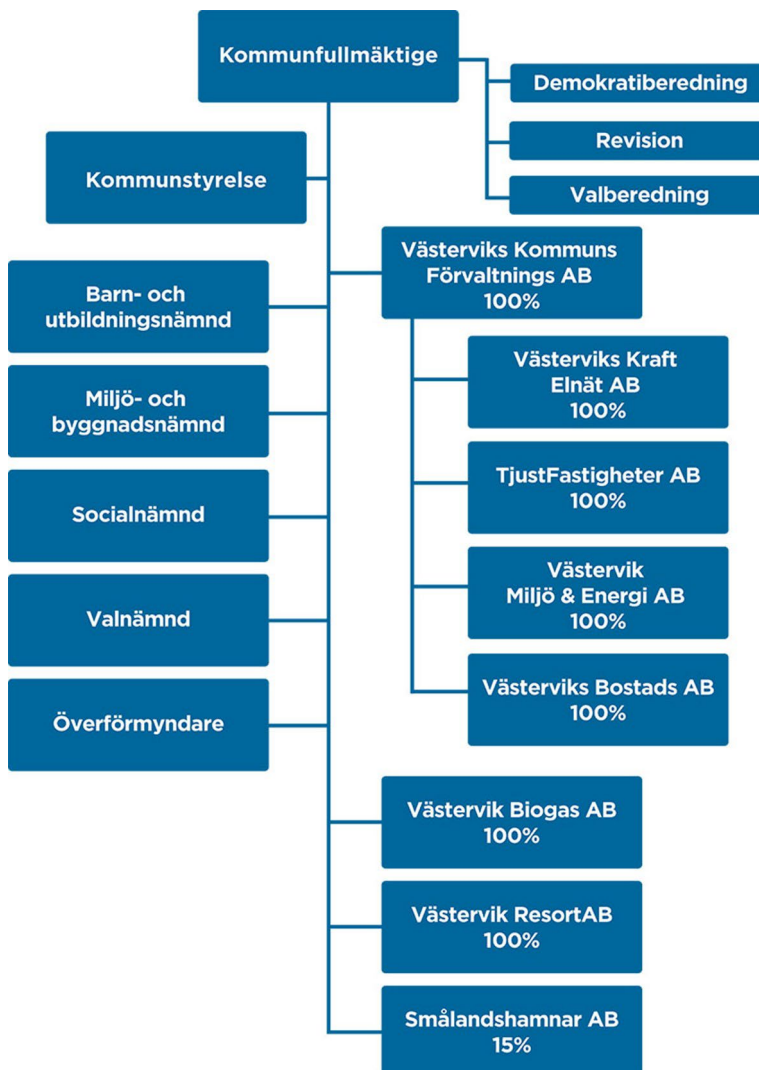 Kommunfullmäktige
Demokratiberedning
Revision
Valberedning
Kommunstyrelse
Barn- och
utbildningsnämnd
Miljö- och
byggnadsnämnd
Socialnämnd
Valnämnd
Överförmyndare
Västerviks Kommuns
Förvaltnings AB
100%
Västerviks Kraft
Elnät AB
100%
TjustFastigheter AB
100%
Västervik
Miljö & Energi AB
100%
Västerviks Bostads AB
100%
Västervik Biogas AB
100%
Västervik ResortAB
100%
Smålandshamnar AB
15%